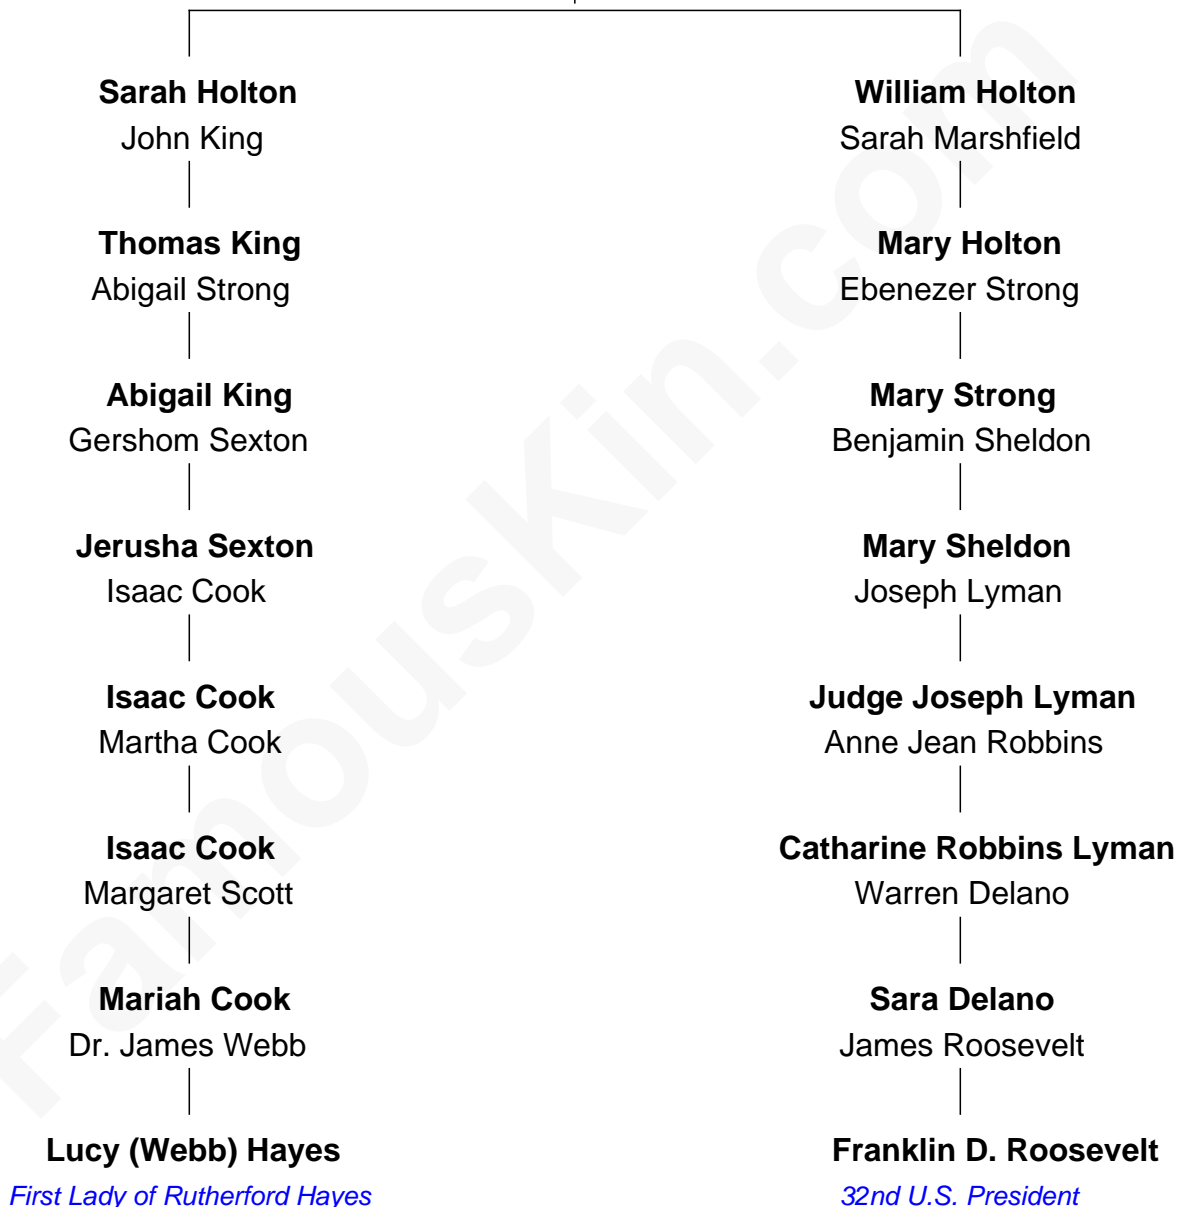 Sarah Holton
John King
Thomas King
Abigail Strong
Abigail King
Gershom Sexton
Jerusha Sexton
Isaac Cook
Isaac Cook
Martha Cook
Isaac Cook
Margaret Scott
Mariah Cook
Dr. James Webb
Lucy (Webb) Hayes
First Lady of Rutherford Hayes
William Holton
Sarah Marshfield
Mary Holton
Ebenezer Strong
Mary Strong
Benjamin Sheldon
Mary Sheldon
Joseph Lyman
Judge Joseph Lyman
Anne Jean Robbins
Catharine Robbins Lyman
Warren Delano
Sara Delano
James Roosevelt
Franklin D. Roosevelt
32nd U.S. President
FamousKin.com